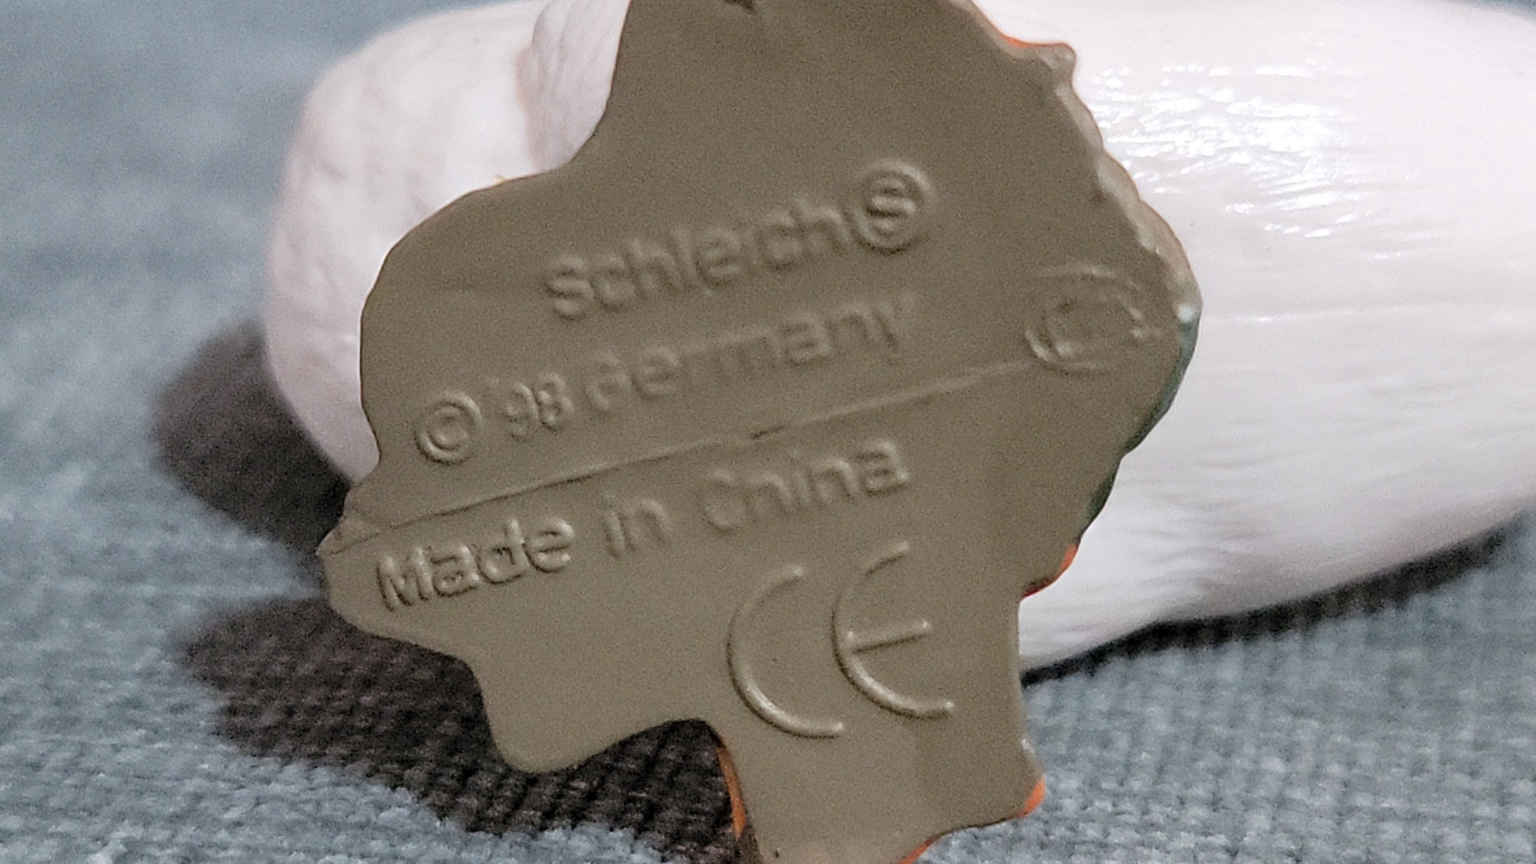 Schleich Ⓢ
© '98 Germany
Made in China
CE